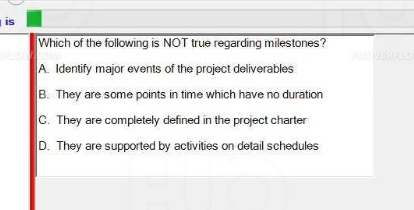 is
Which of the following is NOT true regarding milestones?
A. Identify major events of the project deliverables
B. They are some points in time which have no duration
C. They are completely defined in the project charter
D. They are supported by activities on detail schedules